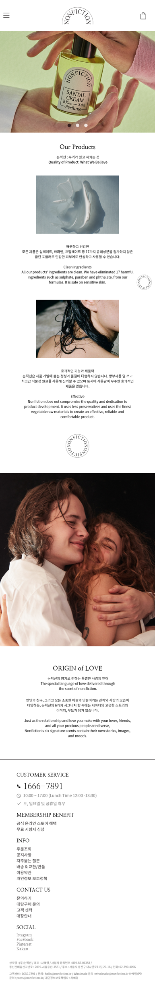 NONFICTION
NONFICTION
SANTAL
CREAM
100 ML — 3.4 fl.oz
Perfume
Our Products
논픽션 : 우리가 믿고 지키는 것
Quality of Product: What We Believe
깨끗하고 건강한
모든 제품은 설페이트, 파라벤, 프탈레이트 등 17가지 유해성분을 첨가하지 않은
클린 포뮬러로 민감한 피부에도 안심하고 사용할 수 있습니다.
Clean ingredients
All our products' ingredients are clean. We have eliminated 17 harmful
ingredients such as sulphate, paraben and phthalate, from our
formulas. It is safe on sensitive skin.
NONFICTION NONFICTION
효과적인 기능과 제품력
논픽션은 제품 개발에 쏟는 정성과 품질에 타협하지 않습니다. 방부제를 덜 쓰고
최고급 식물성 원료를 사용해 신뢰할 수 있으며 동시에 사용감이 우수한 효과적인
제품을 만듭니다.
Effective
Nonfiction does not compromise the quality and dedication to
product development. It uses less preservatives and uses the finest
vegetable raw materials to create an effective, reliable and
comfortable product.
NONFICTION NONFICTION
ORIGIN of LOVE
논픽션의 향기로 전하는 특별한 사랑의 언어
The special language of love delivered through
the scent of non-fiction.
연인과 친구, 그리고 모든 소중한 이들과 만들어가는 관계와 사랑의 모습이
다양하듯, 논픽션의 6가지 시그니처 향 속에는 저마다의 고유한 스토리와
이미지, 무드가 담겨 있습니다.
Just as the relationship and love you make with your lover, friends,
and all your precious people are diverse,
Nonfiction's six signature scents contain their own stories, images,
and moods.
CUSTOMER SERVICE
1666-7891
10:00 ~ 17:00 (Lunch Time 12:00 -13:30)
토, 일요일 및 공휴일 휴무
MEMBERSHIP BENEFIT
공식 온라인 스토어 혜택
무료 시향지 신청
INFO
주문조회
공지사항
자주묻는 질문
배송 & 교환/반품
이용약관
개인정보 보호정책
CONTACT US
문의하기
대량구매 문의
고객 센터
매장안내
SOCIAL
Istagram
Facebook
Pinterest
Kakao
상호명 : (주)논픽션 / 대표 : 차혜영 / 사업자 등록번호 : 819-87-01383 /
통신판매업신고번호 : 2019-서울용산-1531 / 주소 : 서울시 용산구 대사관로11길 20-16 / 전화: 02-790-4096
고객센터 : 1666-7891 / 문의 : hello@nonfiction.kr / Wholesale 문의 : wholesale@nonfiction.kr 마케팅/PR
문의 : press@nonfiction.kr/ 개인정보보호책임자 : 차혜영